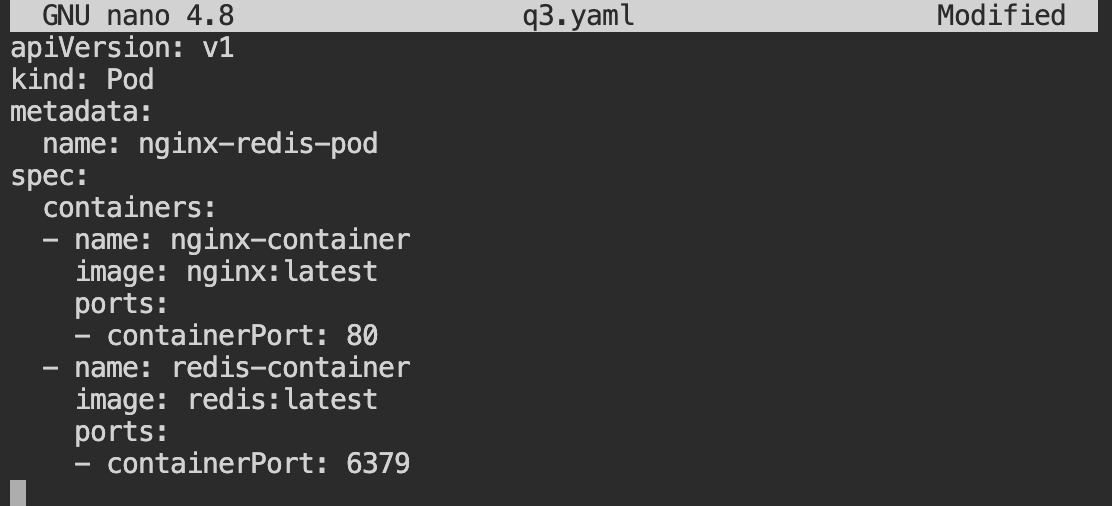 GNU nano 4.8 q3.yaml Modified
apiVersion: v1
kind: Pod
metadata:
  name: nginx-redis-pod
spec:
  containers:
  - name: nginx-container
    image: nginx:latest
    ports:
    - containerPort: 80
  - name: redis-container
    image: redis:latest
    ports:
    - containerPort: 6379